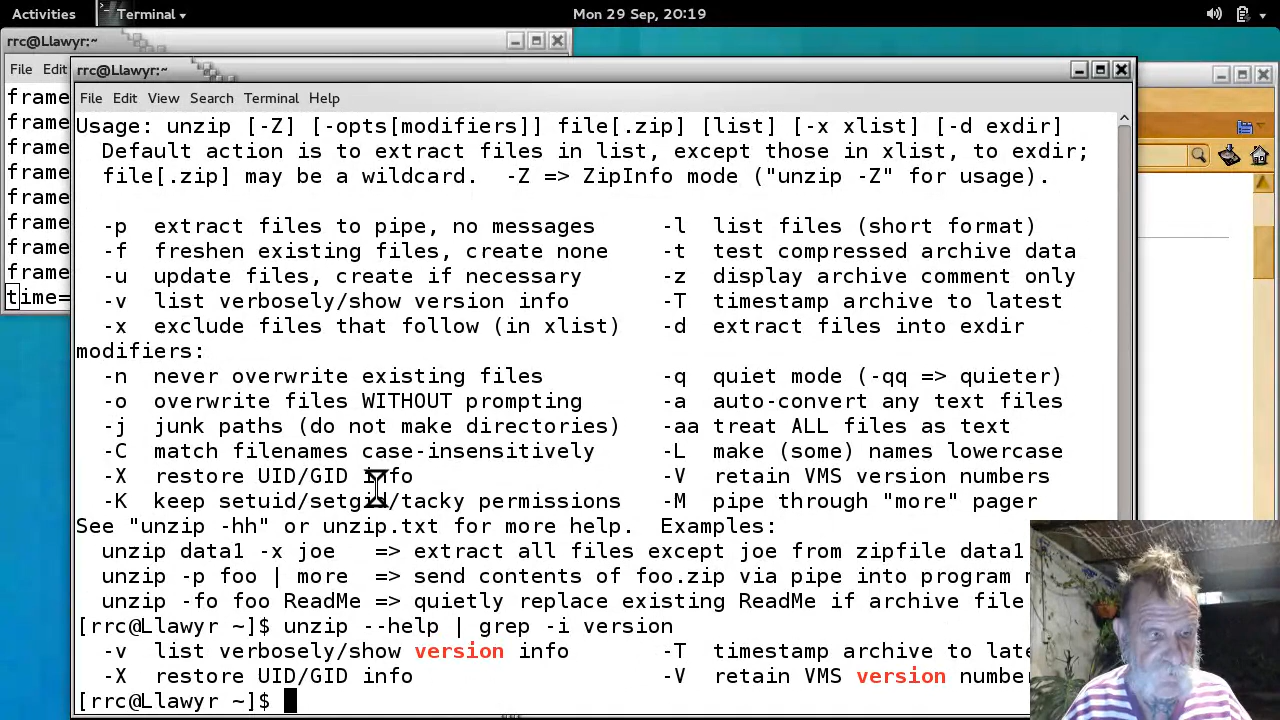 Activities Terminal Mon 29 Sep, 20:19
rrc@Llawyr:~
File Edit
frame
frame
frame
frame
frame
frame
frame
frame
time=
rrc@Llawyr:~
File Edit View Search Terminal Help
Usage: unzip [-Z] [-opts[modifiers]] file[.zip] [list] [-x xlist] [-d exdir]
Default action is to extract files in list, except those in xlist, to exdir;
file[.zip] may be a wildcard.  -Z => ZipInfo mode ("unzip -Z" for usage).
-p  extract files to pipe, no messages     -l  list files (short format)
-f  freshen existing files, create none    -t  test compressed archive data
-u  update files, create if necessary      -z  display archive comment only
-v  list verbosely/show version info       -T  timestamp archive to latest
-x  exclude files that follow (in xlist)   -d  extract files into exdir
modifiers:
-n  never overwrite existing files         -q  quiet mode (-qq => quieter)
-o  overwrite files WITHOUT prompting      -a  auto-convert any text files
-j  junk paths (do not make directories)   -aa treat ALL files as text
-C  match filenames case-insensitively     -L  make (some) names lowercase
-X  restore UID/GID info                   -V  retain VMS version numbers
-K  keep setuid/setgid/tacky permissions   -M  pipe through "more" pager
See "unzip -hh" or unzip.txt for more help.  Examples:
unzip data1 -x joe   => extract all files except joe from zipfile data1
unzip -p foo | more  => send contents of foo.zip via pipe into program
unzip -fo foo ReadMe => quietly replace existing ReadMe if archive file
[rrc@Llawyr ~]$ unzip --help | grep -i version
-v  list verbosely/show version info       -T  timestamp archive to late
-X  restore UID/GID info                   -V  retain VMS version number
[rrc@Llawyr ~]$